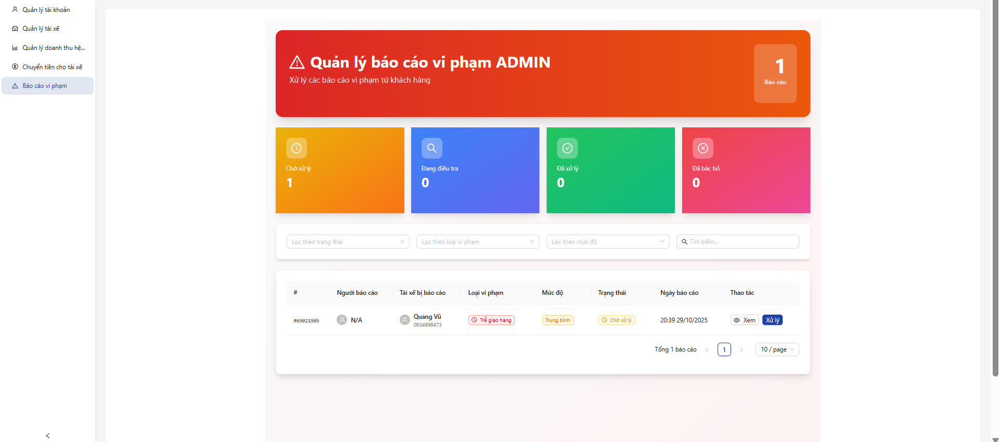 Quản lý tài khoản
Quản lý tài xế
Quản lý doanh thu hệ...
Chuyển tiền cho tài xế
Báo cáo vi phạm
Quản lý báo cáo vi phạm ADMIN
Xử lý các báo cáo vi phạm từ khách hàng
1
Báo cáo
Chờ xử lý
1
Đang điều tra
0
Đã xử lý
0
Đã bác bỏ
0
Lọc theo trạng thái
Lọc theo loại vi phạm
Lọc theo mức độ
Tìm kiếm...
# Người báo cáo Tài xế bị báo cáo Loại vi phạm Mức độ Trạng thái Ngày báo cáo Thao tác
#69021905 N/A Quang Vũ Trễ giao hàng Trung bình Chờ xử lý 20:39 29/10/2025 Xem Xử lý
0934996473
Tổng 1 báo cáo < 1 > 10 / page